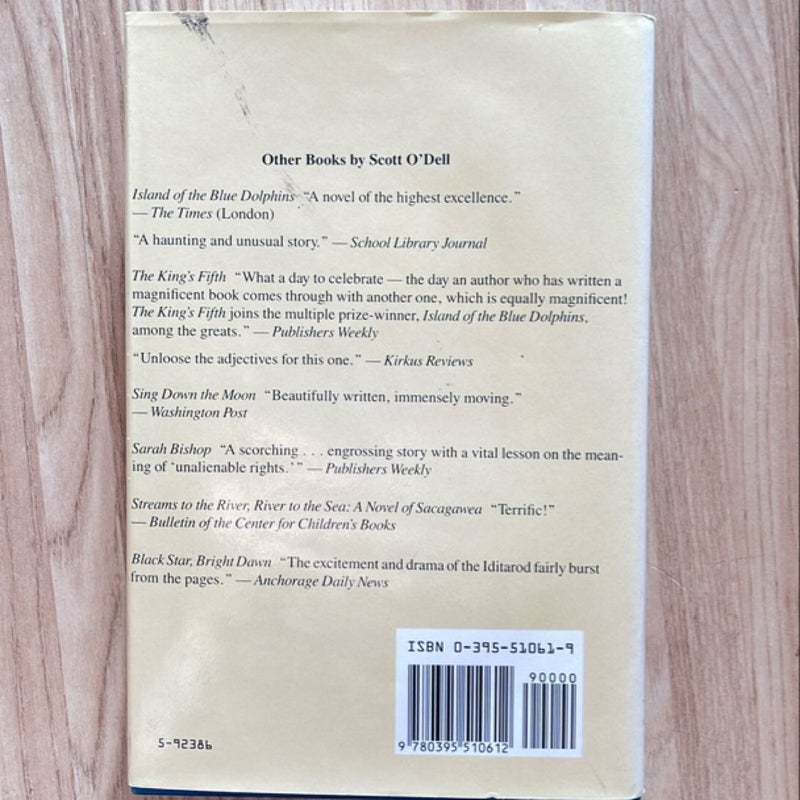 Other Books by Scott O'Dell
Island of the Blue Dolphins "A novel of the highest excellence."
— The Times (London)
"A haunting and unusual story." — School Library Journal
The King's Fifth "What a day to celebrate — the day an author who has written a
magnificent book comes through with another one, which is equally magnificent!
The King's Fifth joins the multiple prize-winner, Island of the Blue Dolphins,
among the greats." — Publishers Weekly
"Unloose the adjectives for this one." — Kirkus Reviews
Sing Down the Moon "Beautifully written, immensely moving."
— Washington Post
Sarah Bishop "A scorching . . . engrossing story with a vital lesson on the mean-
ing of 'unalienable rights.'" — Publishers Weekly
Streams to the River, River to the Sea: A Novel of Sacagawea "Terrific!"
— Bulletin of the Center for Children's Books
Black Star, Bright Dawn "The excitement and drama of the Iditarod fairly burst
from the pages." — Anchorage Daily News
ISBN 0-395-51061-9
90000
9 780395 510612
5-92386